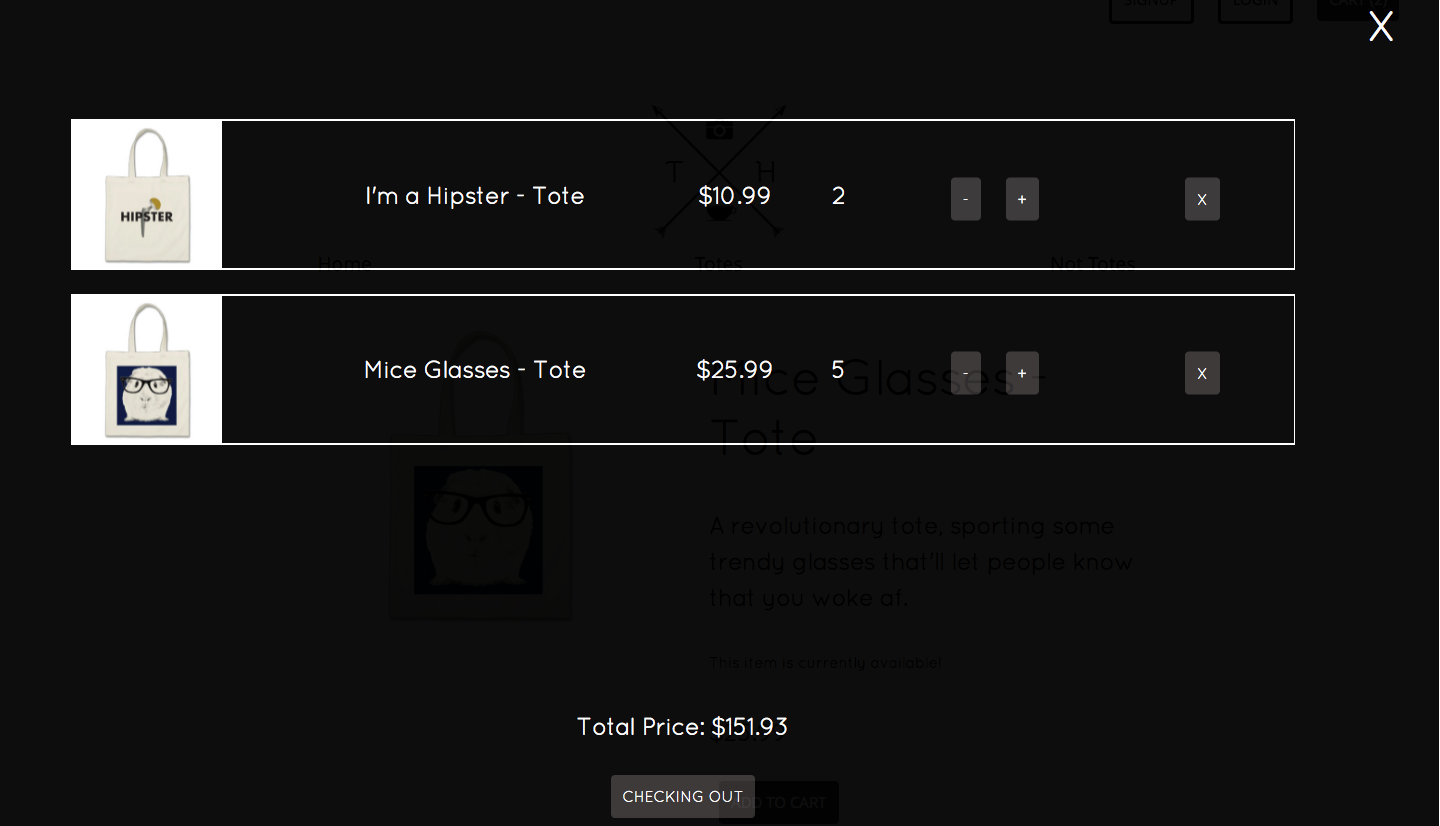 SIGNUP LOGIN CART (2)
X
T H
HIPSTER
I'm a Hipster - Tote $10.99 2 - + X
Home Totes Not Totes
Mice Glasses - Tote $25.99 5 - + X
Mice Glasses -
Tote
A revolutionary tote, sporting some
trendy glasses that'll let people know
that you woke af.
This item is currently available!
Total Price: $151.93
CHECKING OUT
ADD TO CART